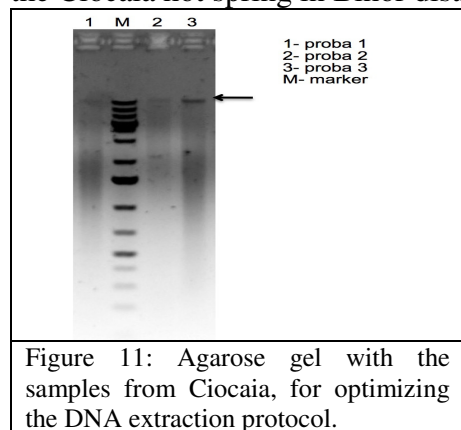 the Ciocaia hot spring in Bihor distr
1 M 2 3
1- proba 1
2- proba 2
3- proba 3
M- marker
Figure 11: Agarose gel with the
samples from Ciocaia, for optimizing
the DNA extraction protocol.